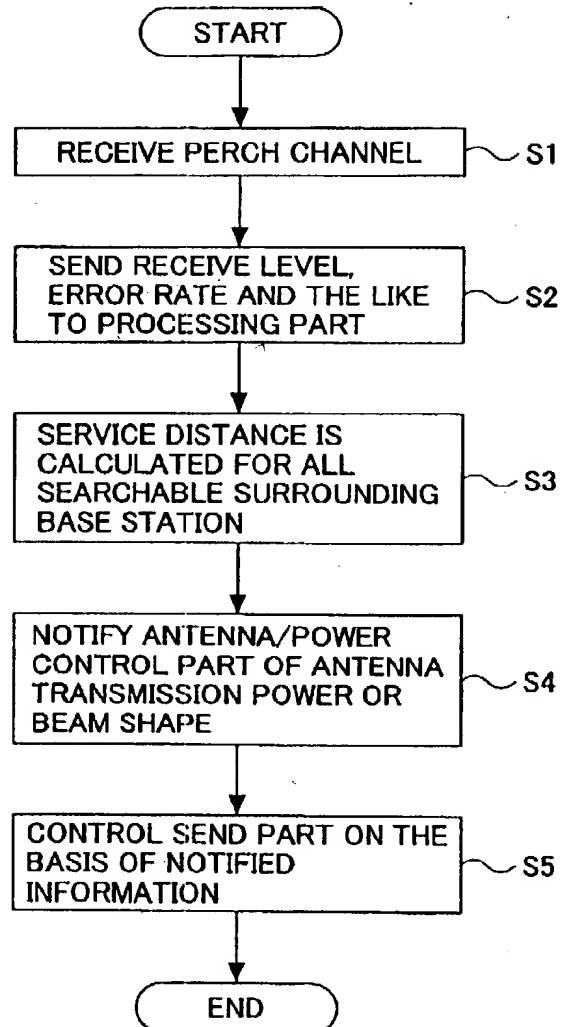 START
RECEIVE PERCH CHANNEL
S1
SEND RECEIVE LEVEL,
ERROR RATE AND THE LIKE
TO PROCESSING PART
S2
SERVICE DISTANCE IS
CALCULATED FOR ALL
SEARCHABLE SURROUNDING
BASE STATION
S3
NOTIFY ANTENNA/POWER
CONTROL PART OF ANTENNA
TRANSMISSION POWER OR
BEAM SHAPE
S4
CONTROL SEND PART ON THE
BASIS OF NOTIFIED
INFORMATION
S5
END